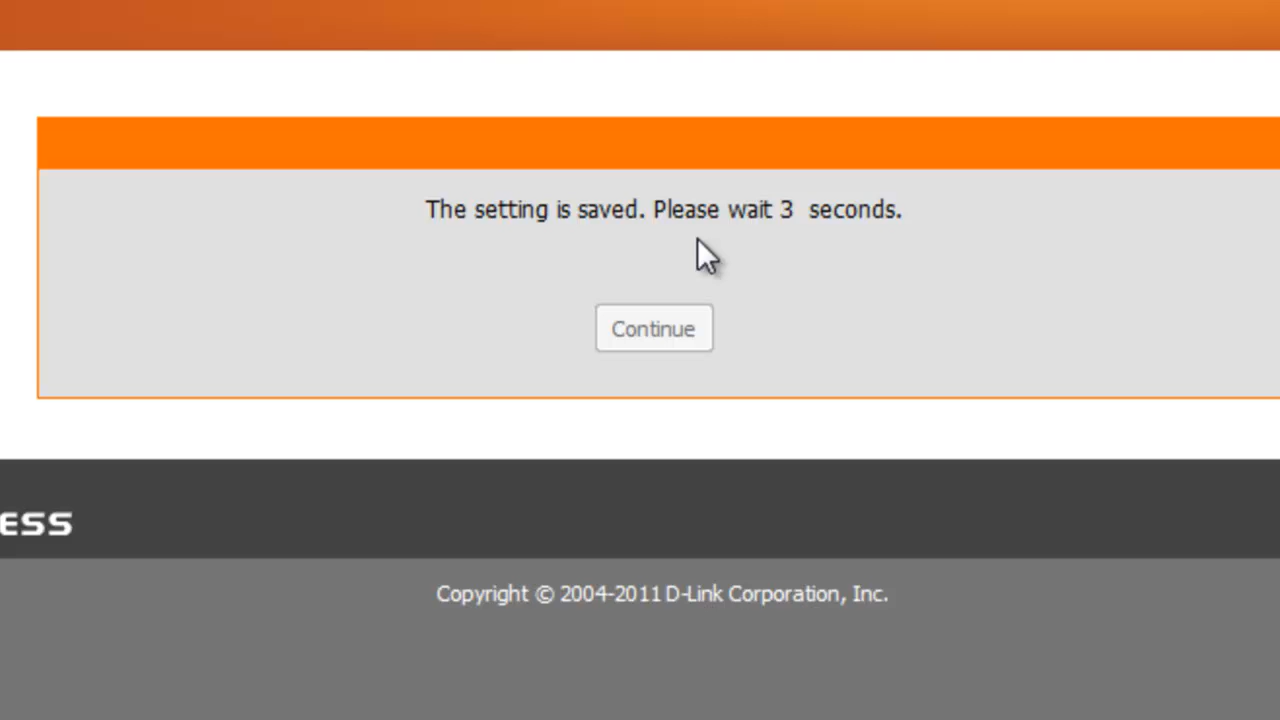 The setting is saved. Please wait 3 seconds.
Continue
ESS
Copyright © 2004-2011 D-Link Corporation, Inc.